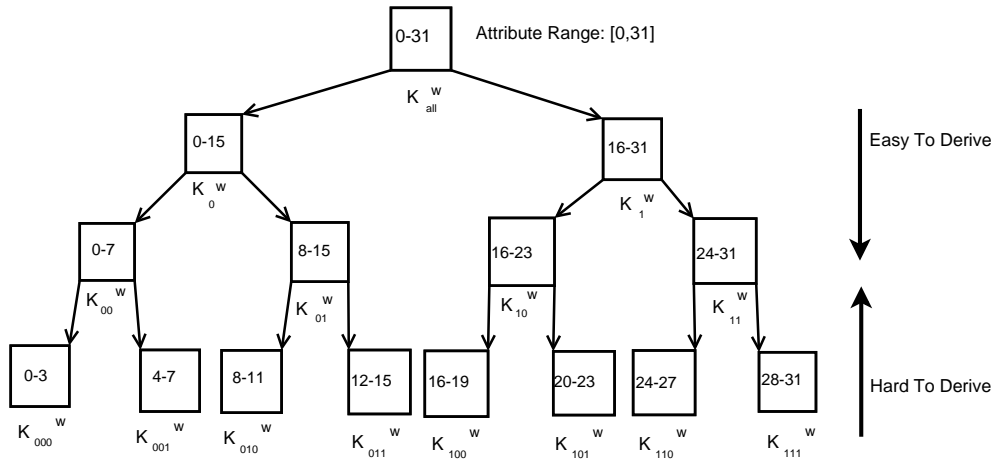 0-31
Attribute Range: [0,31]
K all w
0-15
16-31
Easy To Derive
K 0 w
K 1 w
0-7
8-15
16-23
24-31
K 00 w
K 01 w
K 10 w
K 11 w
0-3
4-7
8-11
12-15
16-19
20-23
24-27
28-31
Hard To Derive
K 000 w
K 001 w
K 010 w
K 011 w
K 100 w
K 101 w
K 110 w
K 111 w